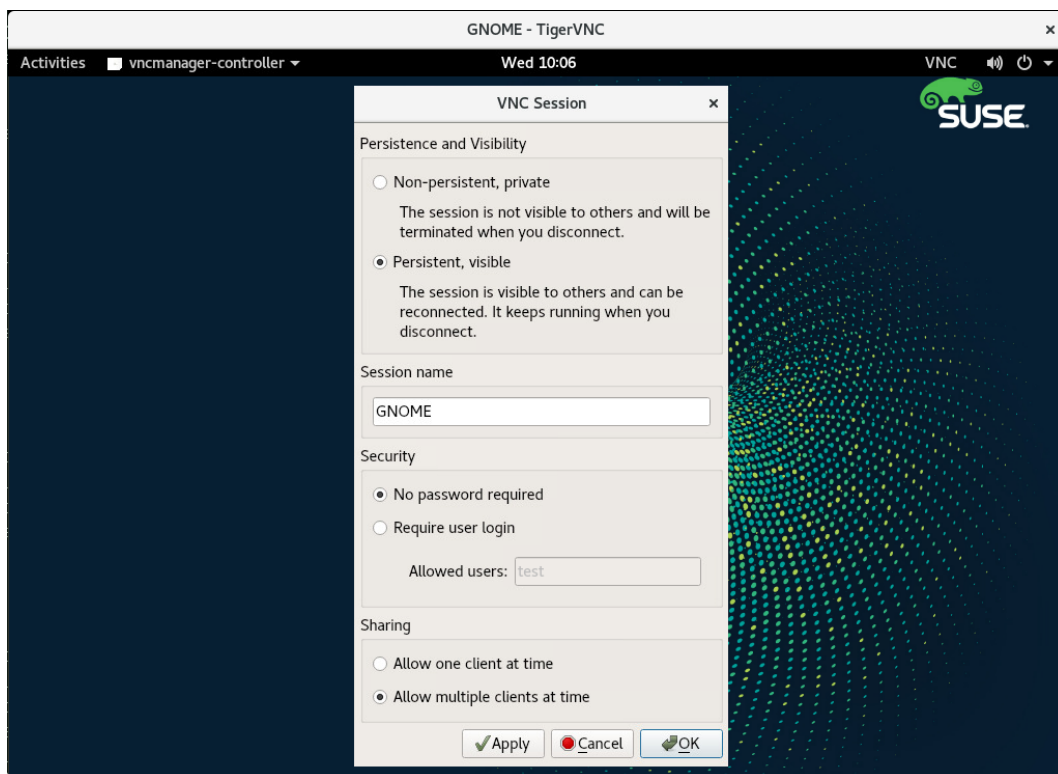 GNOME - TigerVNC ×
Activities vncmanager-controller Wed 10:06 VNC
SUSE
VNC Session ×
Persistence and Visibility
Non-persistent, private
The session is not visible to others and will be
terminated when you disconnect.
Persistent, visible
The session is visible to others and can be
reconnected. It keeps running when you
disconnect.
Session name
GNOME
Security
No password required
Require user login
Allowed users: test
Sharing
Allow one client at time
Allow multiple clients at time
Apply Cancel OK